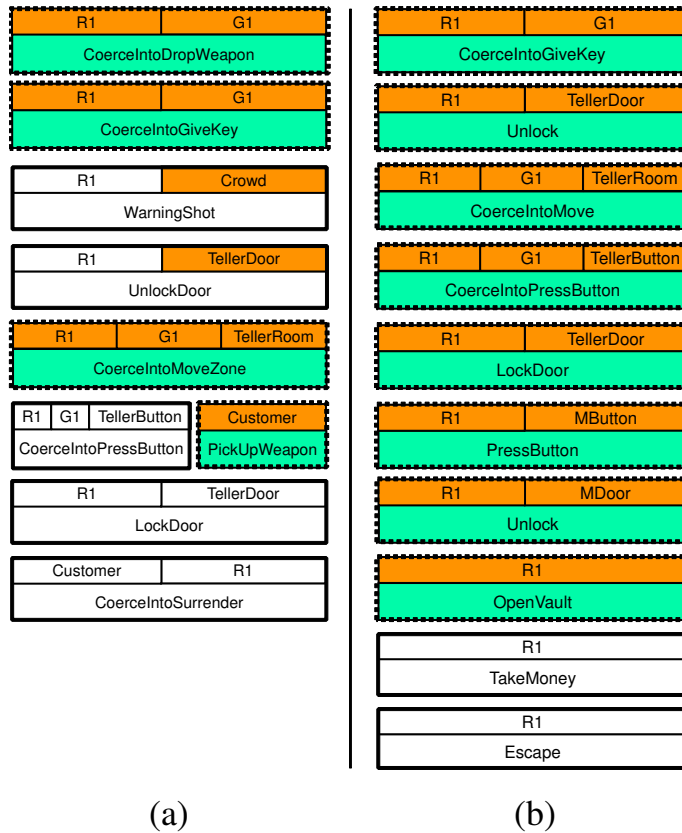 R1 G1
CoerceIntoDropWeapon
R1 G1
CoerceIntoGiveKey
R1 Crowd
WarningShot
R1 TellerDoor
UnlockDoor
R1 G1 TellerRoom
CoerceIntoMoveZone
R1 G1 TellerButton
CoerceIntoPressButton
Customer
PickUpWeapon
R1 TellerDoor
LockDoor
Customer R1
CoerceIntoSurrender
(a)
R1 G1
CoerceIntoGiveKey
R1 TellerDoor
Unlock
R1 G1 TellerRoom
CoerceIntoMove
R1 G1 TellerButton
CoerceIntoPressButton
R1 TellerDoor
LockDoor
R1 MButton
PressButton
R1 MDoor
Unlock
R1
OpenVault
R1
TakeMoney
R1
Escape
(b)